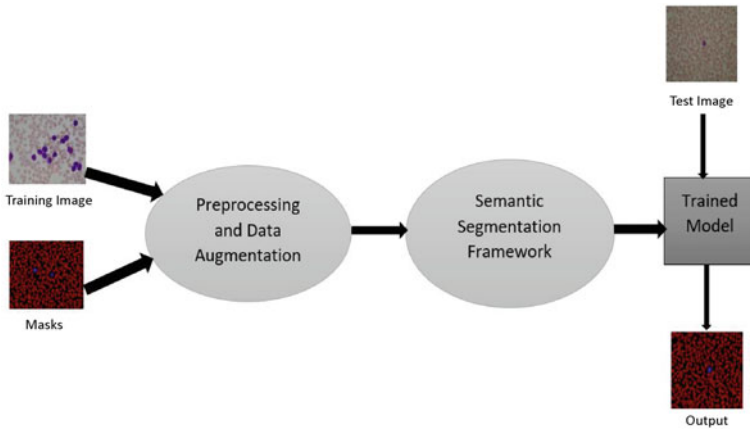 Test Image
Training Image
Preprocessing
and Data
Augmentation
Semantic
Segmentation
Framework
Trained
Model
Masks
Output